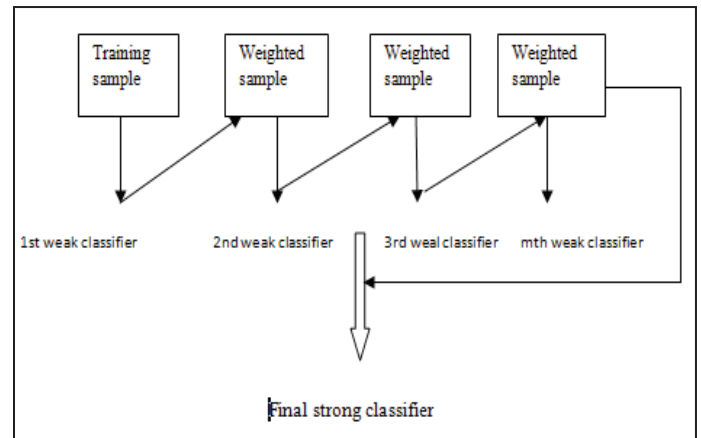 Training
sample
Weighted
sample
Weighted
sample
Weighted
sample
1st weak classifier
2nd weak classifier
3rd weal classifier
mth weak classifier
Final strong classifier